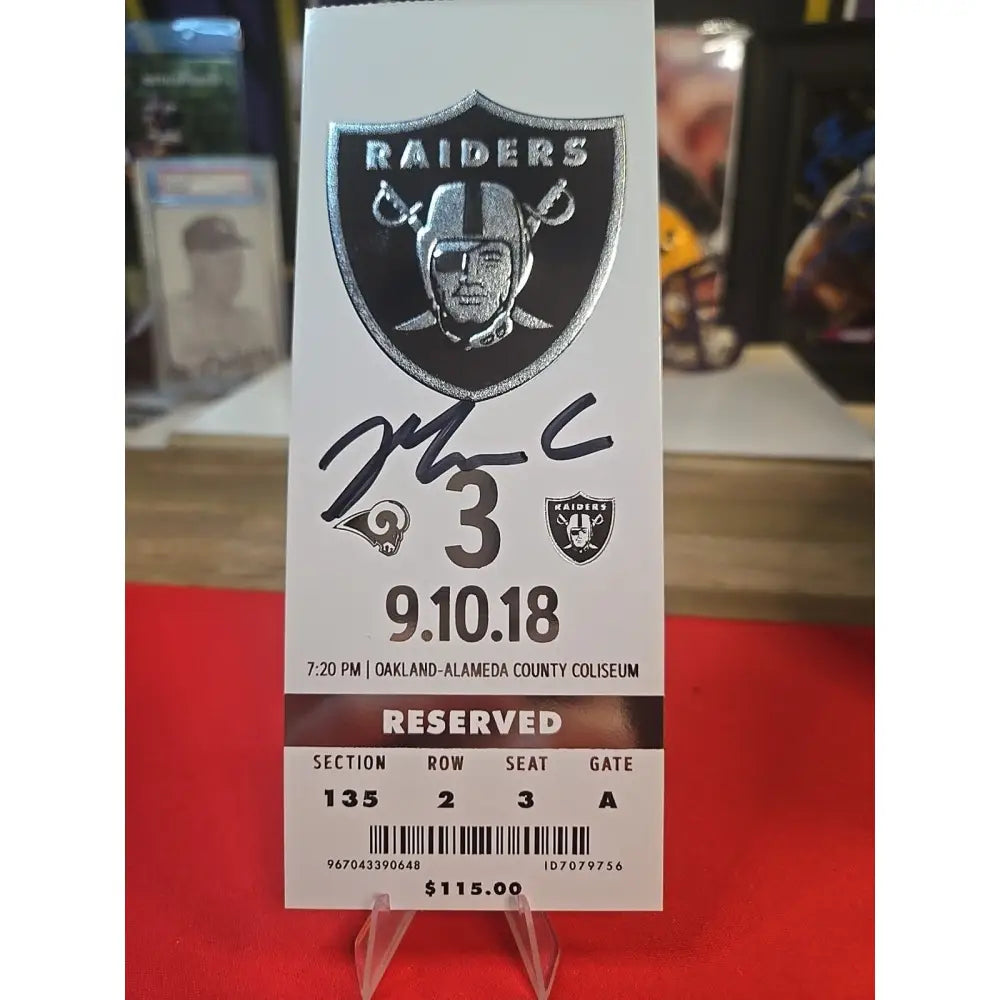 RAIDERS
3
RAIDERS
9.10.18
7:20 PM | OAKLAND-ALAMEDA COUNTY COLISEUM
RESERVED
SECTION ROW SEAT GATE
135 2 3 A
967043390648 ID7079756
$115.00